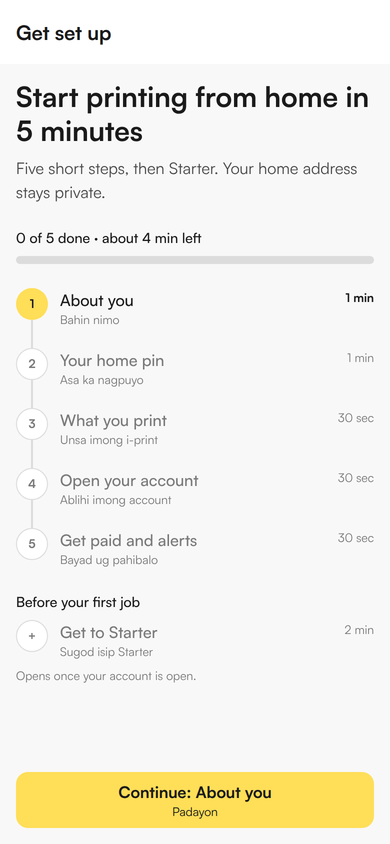 Get set up
Start printing from home in
5 minutes
Five short steps, then Starter. Your home address
stays private.
0 of 5 done · about 4 min left
1 About you 1 min
Bahin nimo
2 Your home pin 1 min
Asa ka nagpuyo
3 What you print 30 sec
Unsa imong i-print
4 Open your account 30 sec
Ablihi imong account
5 Get paid and alerts 30 sec
Bayad ug pahibalo
Before your first job
+ Get to Starter 2 min
Sugod isip Starter
Opens once your account is open.
Continue: About you
Padayon